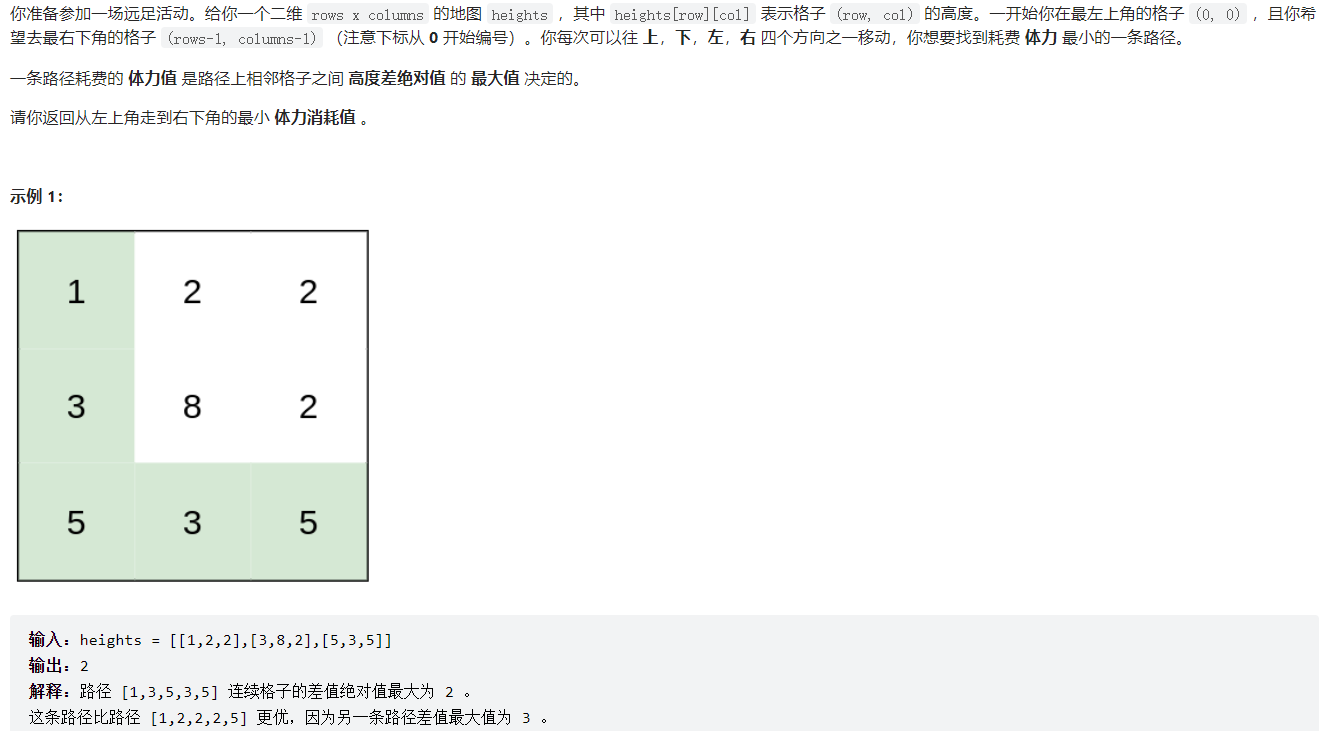 你准备参加一场远足活动。给你一个二维 rows x columns 的地图 heights ，其中 heights[row][col] 表示格子 (row, col) 的高度。一开始你在最左上角的格子 (0, 0) ，且你希
望去最右下角的格子 (rows-1, columns-1) （注意下标从 0 开始编号）。你每次可以往 上，下，左，右 四个方向之一移动，你想要找到耗费 体力 最小的一条路径。
一条路径耗费的 体力值 是路径上相邻格子之间 高度差绝对值 的 最大值 决定的。
请你返回从左上角走到右下角的最小 体力消耗值 。
示例 1：
1 2 2
3 8 2
5 3 5
输入：heights = [[1,2,2],[3,8,2],[5,3,5]]
输出：2
解释：路径 [1,3,5,3,5] 连续格子的差值绝对值最大为 2 。
这条路径比路径 [1,2,2,2,5] 更优，因为另一条路径差值最大值为 3 。